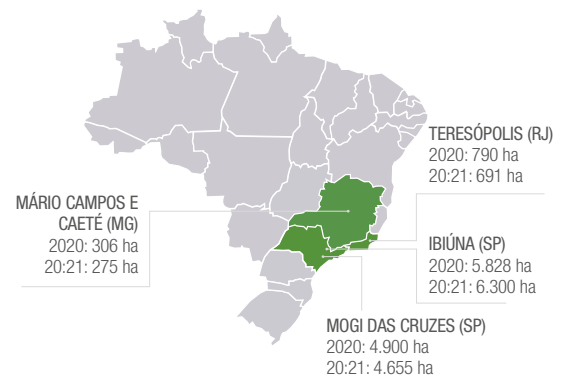 TERESÓPOLIS (RJ)
2020: 790 ha
20:21: 691 ha
MÁRIO CAMPOS E
CAETÉ (MG)
2020: 306 ha
20:21: 275 ha
IBIÚNA (SP)
2020: 5.828 ha
20:21: 6.300 ha
MOGI DAS CRUZES (SP)
2020: 4.900 ha
20:21: 4.655 ha